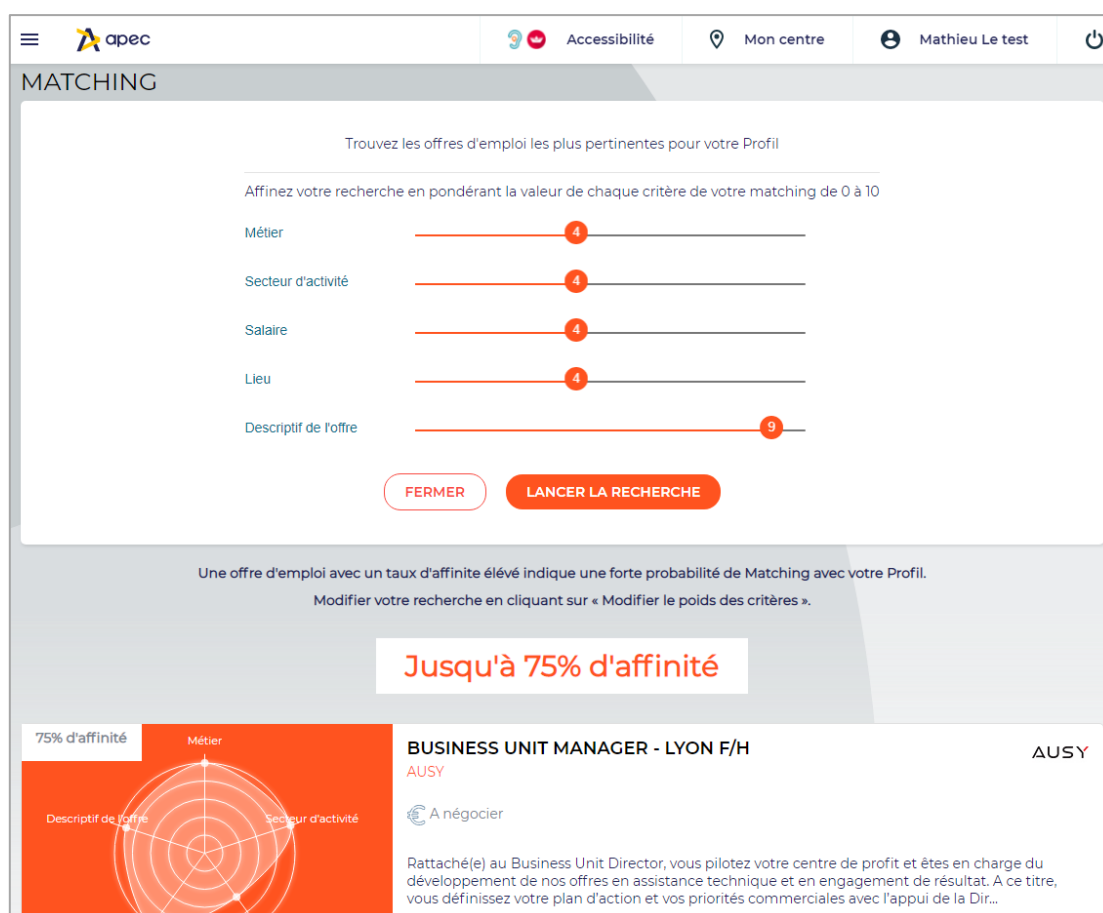 apec
Accessibilité
Mon centre
Mathieu Le test
MATCHING
Trouvez les offres d'emploi les plus pertinentes pour votre Profil
Affinez votre recherche en pondérant la valeur de chaque critère de votre matching de 0 à 10
Métier
4
Secteur d'activité
4
Salaire
4
Lieu
4
Descriptif de l'offre
9
FERMER
LANCER LA RECHERCHE
Une offre d'emploi avec un taux d'affinite élévé indique une forte probabilité de Matching avec votre Profil.
Modifier votre recherche en cliquant sur « Modifier le poids des critères ».
Jusqu'à 75% d'affinité
75% d'affinité
Métier
Descriptif de l'offre
Secteur d'activité
BUSINESS UNIT MANAGER - LYON F/H
AUSY
AUSY
A négocier
Rattaché(e) au Business Unit Director, vous pilotez votre centre de profit et êtes en charge du
développement de nos offres en assistance technique et en engagement de résultat. A ce titre,
vous définissez votre plan d'action et vos priorités commerciales avec l'appui de la Dir...